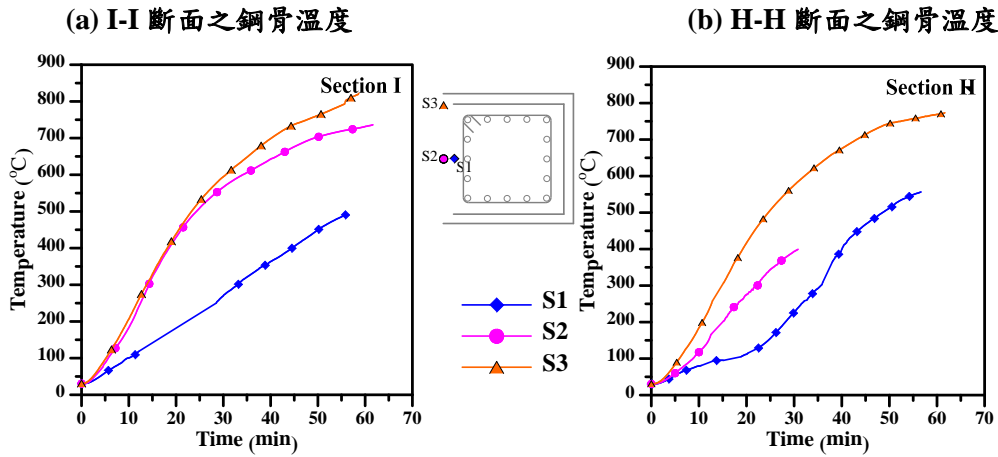 (a) I-I 斷面之鋼骨溫度
(b) H-H 斷面之鋼骨溫度
900
800
700
600
500
400
300
200
100
0
Temperature (°C)
Section I
0 10 20 30 40 50 60 70
Time (min)
S3
S2
S1
S1
S2
S3
900
800
700
600
500
400
300
200
100
0
Temperature (°C)
Section H
0 10 20 30 40 50 60 70
Time (min)